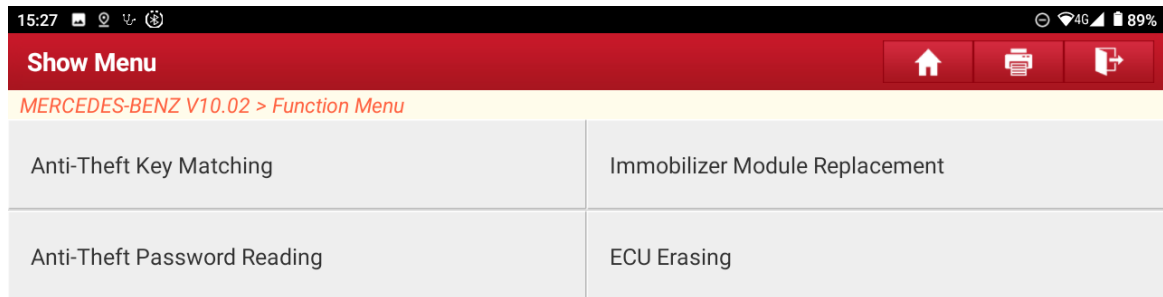 15:27 4G 89%
Show Menu
MERCEDES-BENZ V10.02 > Function Menu
Anti-Theft Key Matching Immobilizer Module Replacement
Anti-Theft Password Reading ECU Erasing